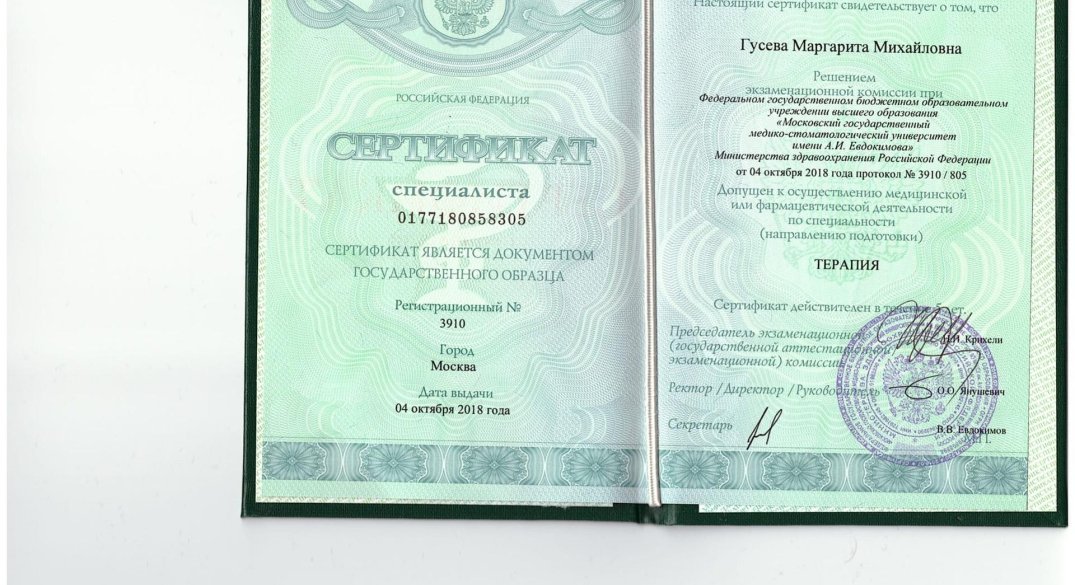 РОССИЙСКАЯ ФЕДЕРАЦИЯ
СЕРТИФИКАТ
специалиста
0177180858305
СЕРТИФИКАТ ЯВЛЯЕТСЯ ДОКУМЕНТОМ
ГОСУДАРСТВЕННОГО ОБРАЗЦА
Регистрационный №
3910
Город
Москва
Дата выдачи
04 октября 2018 года
Настоящий сертификат свидетельствует о том, что
Гусева Маргарита Михайловна
Решением
экзаменационной комиссии при
Федеральном государственном бюджетном образовательном
учреждении высшего образования
«Московский государственный
медико-стоматологический университет
имени А.И. Евдокимова»
Министерства здравоохранения Российской Федерации
от 04 октября 2018 года протокол № 3910 / 805
Допущен к осуществлению медицинской
или фармацевтической деятельности
по специальности
(направлению подготовки)
ТЕРАПИЯ
Сертификат действителен в течение 5 лет.
Председатель экзаменационной
(государственной аттестационной/
экзаменационной) комиссии
Н.И. Крихели
Ректор /Директор /Руководитель
О.О. Янушевич
Секретарь
В.В. Евдокимов
М.П.